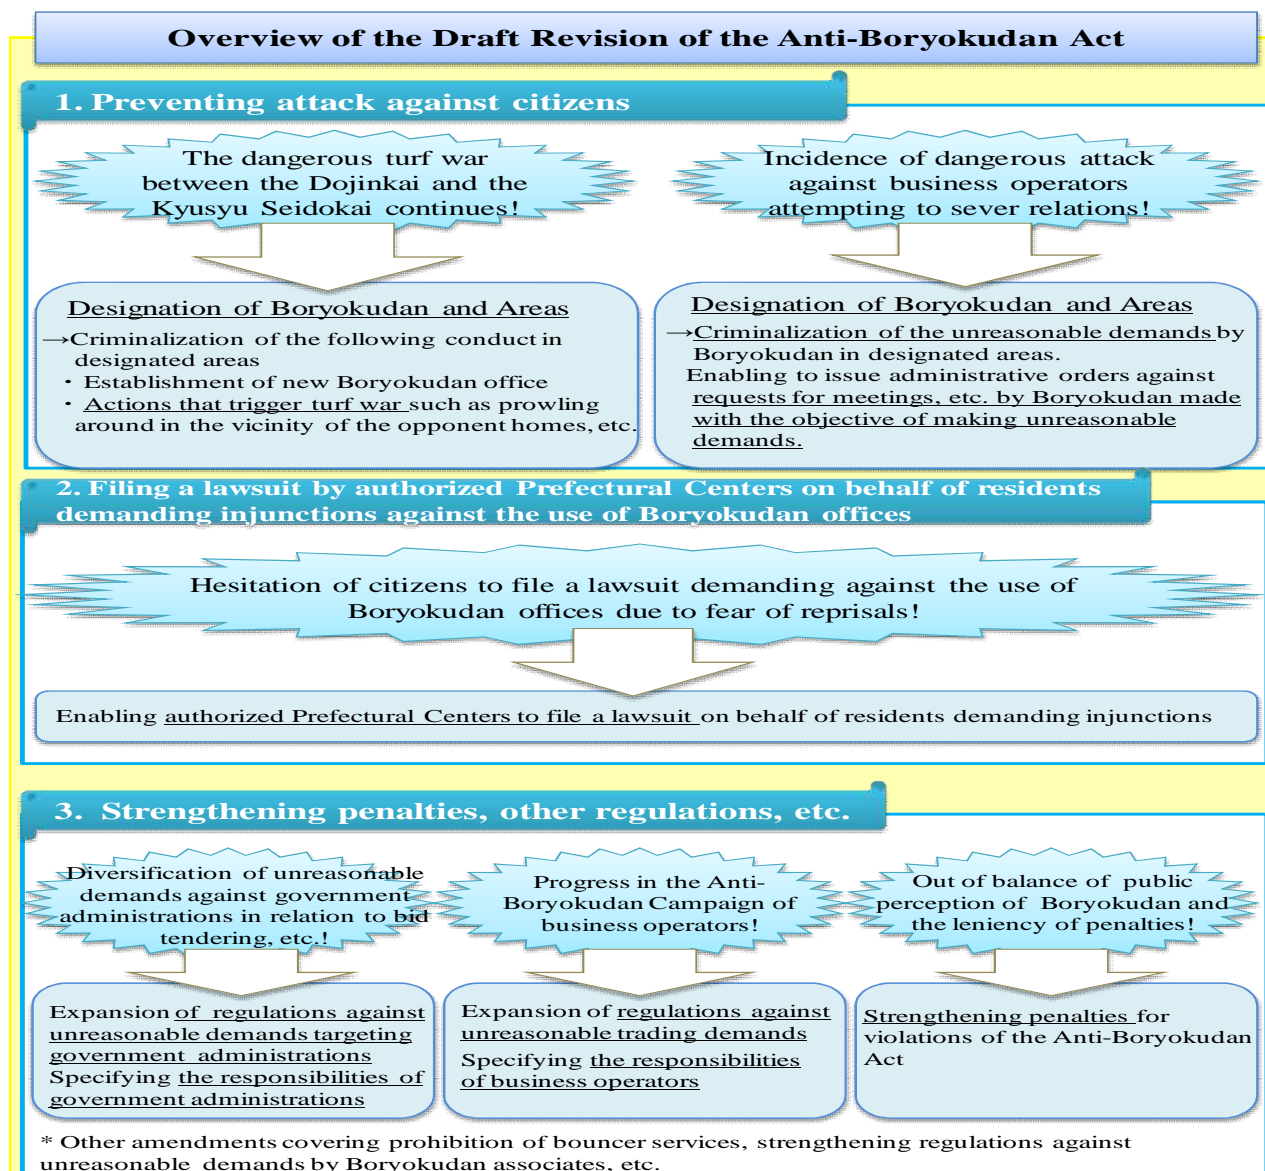 Overview of the Draft Revision of the Anti-Boryokudan Act
1. Preventing attack against citizens
The dangerous turf war
between the Dojinkai and the
Kyusyu Seidokai continues!
Incidence of dangerous attack
against business operators
attempting to sever relations!
Designation of Boryokudan and Areas
→Criminalization of the following conduct in
designated areas
・Establishment of new Boryokudan office
・Actions that trigger turf war such as prowling
around in the vicinity of the opponent homes, etc.
Designation of Boryokudan and Areas
→Criminalization of the unreasonable demands by
Boryokudan in designated areas.
Enabling to issue administrative orders against
requests for meetings, etc. by Boryokudan made
with the objective of making unreasonable
demands.
2. Filing a lawsuit by authorized Prefectural Centers on behalf of residents
demanding injunctions against the use of Boryokudan offices
Hesitation of citizens to file a lawsuit demanding against the use of
Boryokudan offices due to fear of reprisals!
Enabling authorized Prefectural Centers to file a lawsuit on behalf of residents demanding injunctions
3. Strengthening penalties, other regulations, etc.
Diversification of unreasonable
demands against government
administrations in relation to bid
tendering, etc.!
Progress in the Anti-
Boryokudan Campaign of
business operators!
Out of balance of public
perception of Boryokudan and
the leniency of penalties!
Expansion of regulations against
unreasonable demands targeting
government administrations
Specifying the responsibilities of
government administrations
Expansion of regulations against
unreasonable trading demands
Specifying the responsibilities
of business operators
Strengthening penalties for
violations of the Anti-Boryokudan
Act
* Other amendments covering prohibition of bouncer services, strengthening regulations against
unreasonable demands by Boryokudan associates, etc.